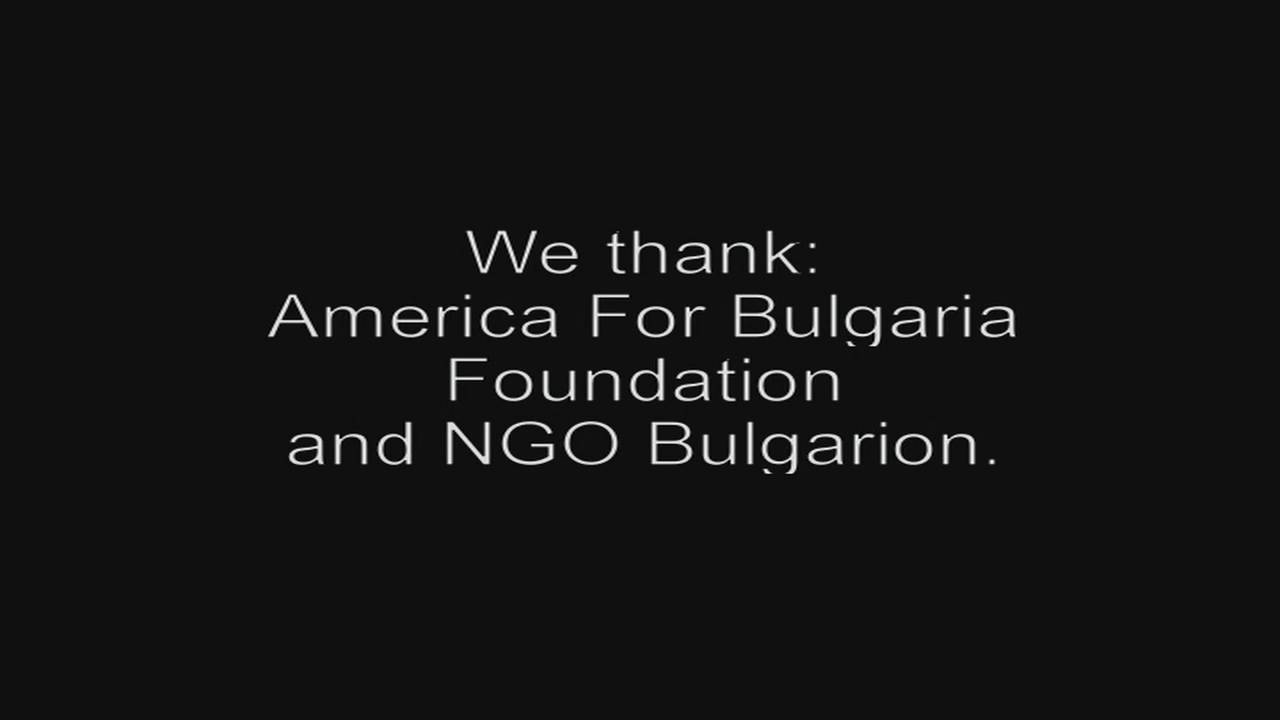 We thank:
America For Bulgaria
Foundation
and NGO Bulgarion.